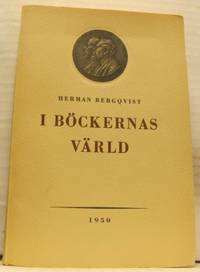 HERMAN BERGQVIST
I BÖCKERNAS
VÄRLD
1950